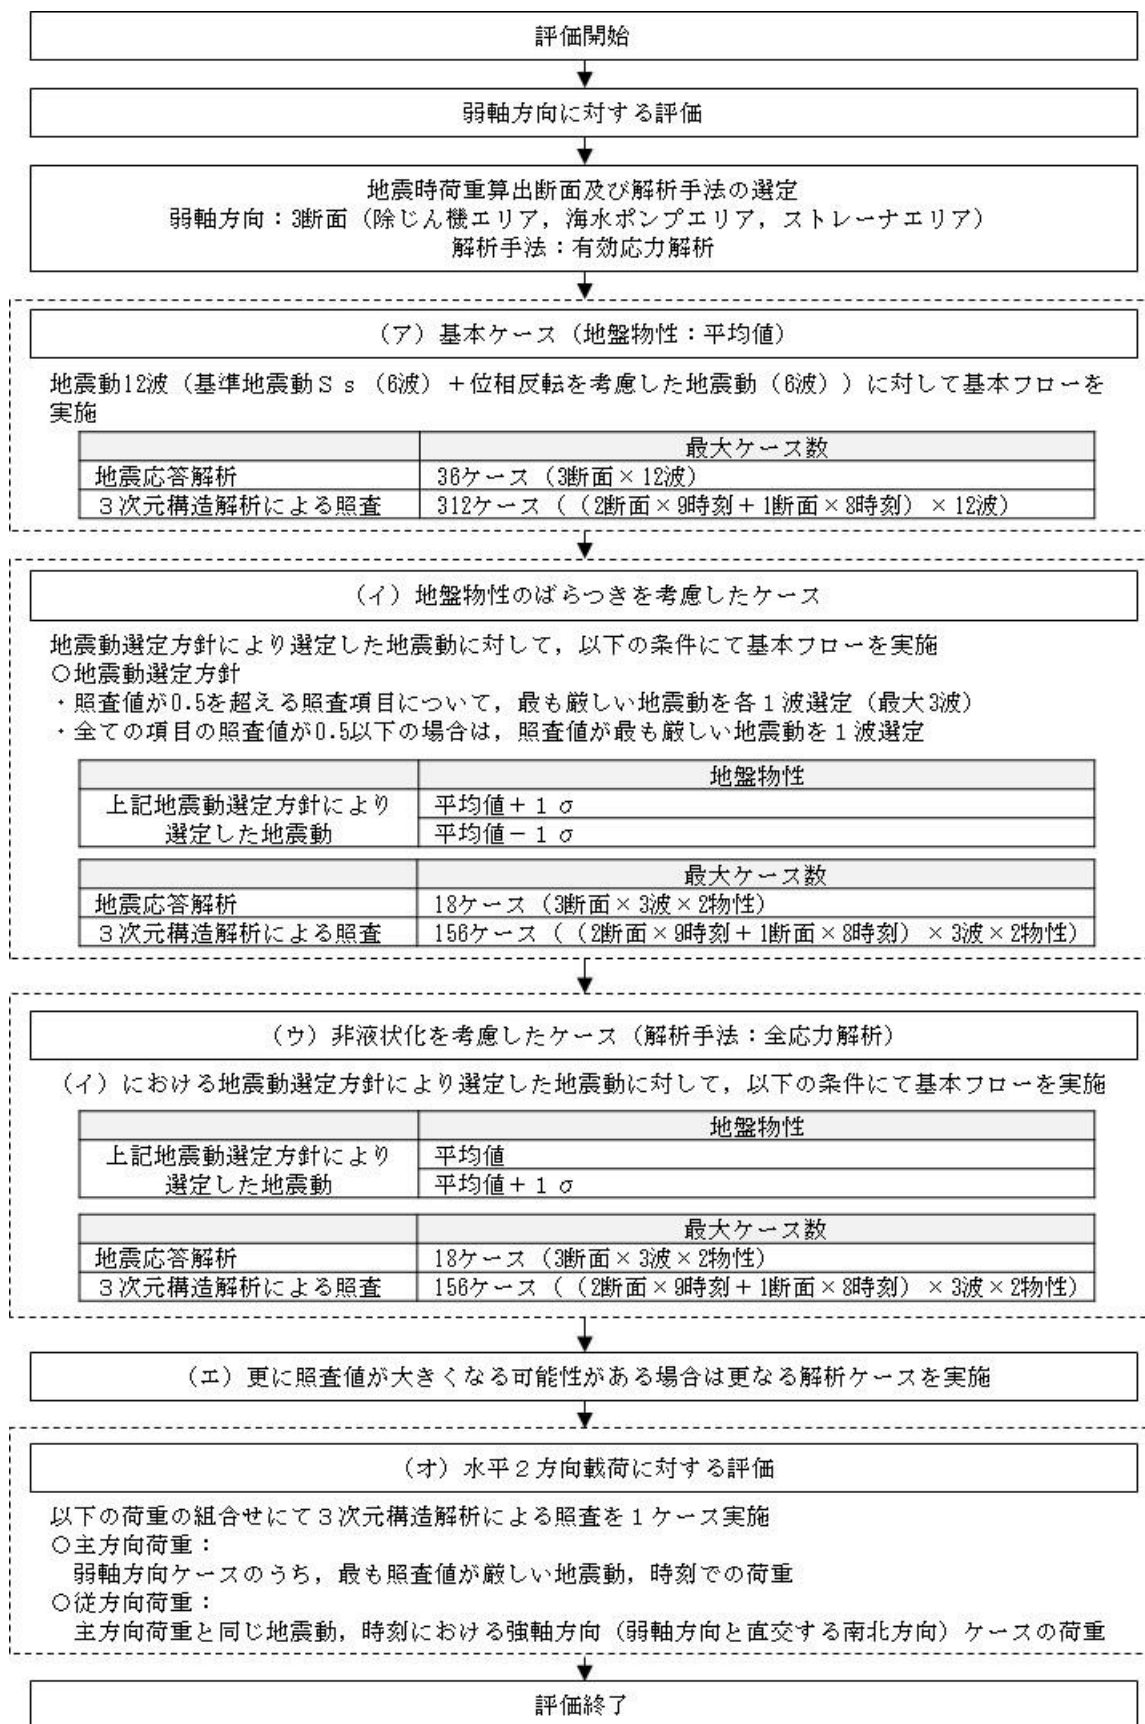 評価開始
弱軸方向に対する評価
地震時荷重算出断面及び解析手法の選定
弱軸方向：3断面（除じん機エリア，海水ポンプエリア，ストレーナエリア）
解析手法：有効応力解析
（ア）基本ケース（地盤物性：平均値）
地震動12波（基準地震動Ｓｓ（6波）＋位相反転を考慮した地震動（6波））に対して基本フローを
実施
最大ケース数
地震応答解析 36ケース（3断面×12波）
３次元構造解析による照査 312ケース（（2断面×9時刻＋1断面×8時刻）×12波）
（イ）地盤物性のばらつきを考慮したケース
地震動選定方針により選定した地震動に対して，以下の条件にて基本フローを実施
○地震動選定方針
・照査値が0.5を超える照査項目について，最も厳しい地震動を各１波選定（最大3波）
・全ての項目の照査値が0.5以下の場合は，照査値が最も厳しい地震動を１波選定
地盤物性
上記地震動選定方針により 平均値＋１σ
選定した地震動 平均値－１σ
最大ケース数
地震応答解析 18ケース（3断面×3波×2物性）
３次元構造解析による照査 156ケース（（2断面×9時刻＋1断面×8時刻）×3波×2物性）
（ウ）非液状化を考慮したケース（解析手法：全応力解析）
（イ）における地震動選定方針により選定した地震動に対して，以下の条件にて基本フローを実施
地盤物性
上記地震動選定方針により 平均値
選定した地震動 平均値＋１σ
最大ケース数
地震応答解析 18ケース（3断面×3波×2物性）
３次元構造解析による照査 156ケース（（2断面×9時刻＋1断面×8時刻）×3波×2物性）
（エ）更に照査値が大きくなる可能性がある場合は更なる解析ケースを実施
（オ）水平２方向載荷に対する評価
以下の荷重の組合せにて３次元構造解析による照査を１ケース実施
○主方向荷重：
弱軸方向ケースのうち，最も照査値が厳しい地震動，時刻での荷重
○従方向荷重：
主方向荷重と同じ地震動，時刻における強軸方向（弱軸方向と直交する南北方向）ケースの荷重
評価終了